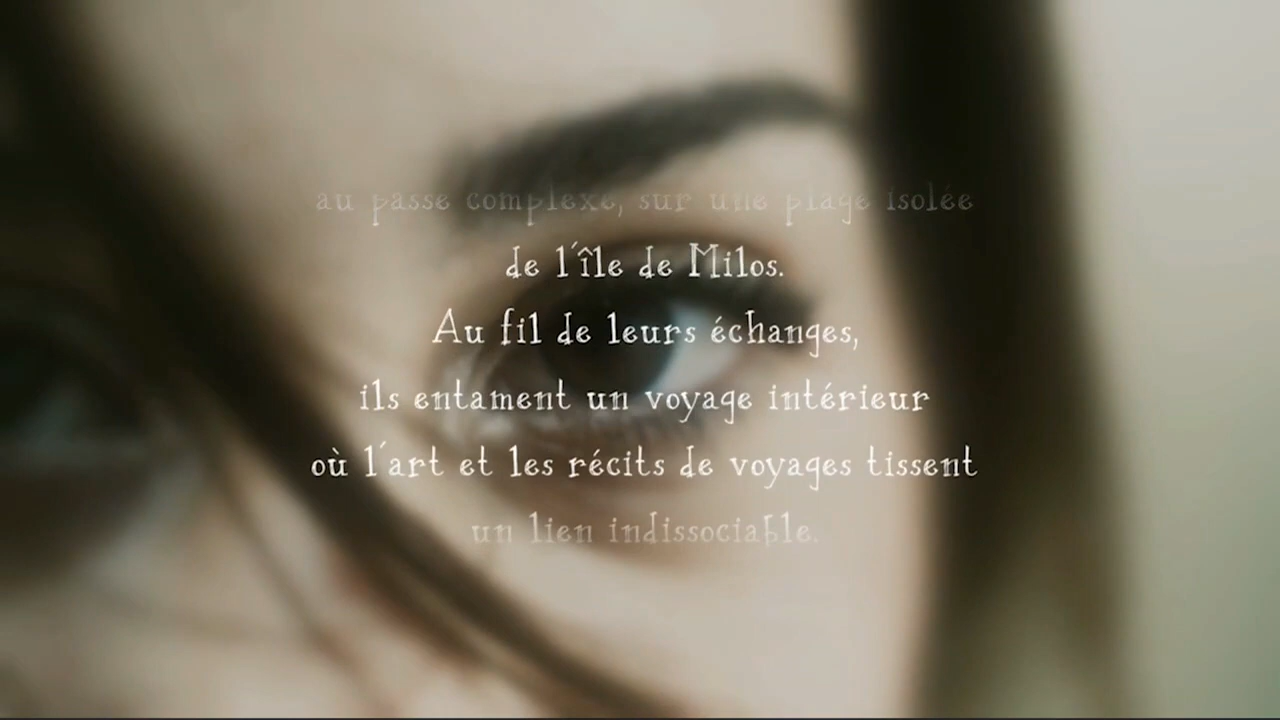 au passé complexe, sur une plage isolée
de l'île de Milos.
Au fil de leurs échanges,
ils entament un voyage intérieur
où l'art et les récits de voyages tissent
un lien indissociable.